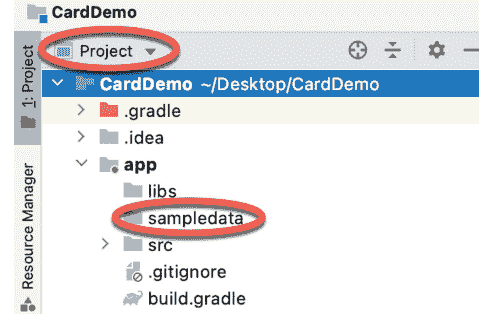 CardDemo
1: Project
Project
CardDemo ~/Desktop/CardDemo
.gradle
.idea
app
libs
sampledata
src
.gitignore
build.gradle
Resource Manager